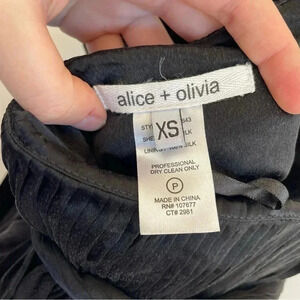 alice + olivia
XS
PROFESSIONAL
DRY CLEAN ONLY
P
MADE IN CHINA
RN# 107677
CT# 2981